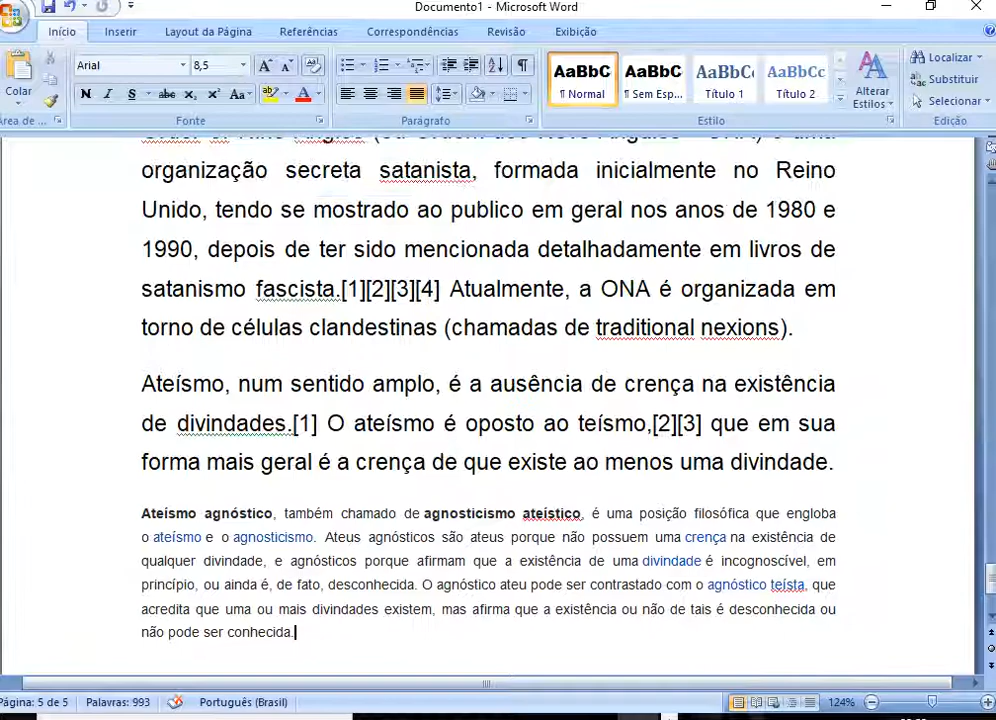 Documento1 - Microsoft Word
Início Inserir Layout da Página Referências Correspondências Revisão Exibição
Colar
Arial 8,5
N I S abc X₂ X² Aa
AaBbC AaBbC AaBbC AaBbCc
¶ Normal ¶ Sem Esp... Título 1 Título 2
Alterar Estilos
Localizar
Substituir
Selecionar
Área de ... Fonte Parágrafo Estilo Edição
organização secreta satanista, formada inicialmente no Reino
Unido, tendo se mostrado ao publico em geral nos anos de 1980 e
1990, depois de ter sido mencionada detalhadamente em livros de
satanismo fascista.[1][2][3][4] Atualmente, a ONA é organizada em
torno de células clandestinas (chamadas de traditional nexions).
Ateísmo, num sentido amplo, é a ausência de crença na existência
de divindades.[1] O ateísmo é oposto ao teísmo,[2][3] que em sua
forma mais geral é a crença de que existe ao menos uma divindade.
Ateísmo agnóstico, também chamado de agnosticismo ateístico, é uma posição filosófica que engloba
o ateísmo e o agnosticismo. Ateus agnósticos são ateus porque não possuem uma crença na existência de
qualquer divindade, e agnósticos porque afirmam que a existência de uma divindade é incognoscível, em
princípio, ou ainda é, de fato, desconhecida. O agnóstico ateu pode ser contrastado com o agnóstico teísta, que
acredita que uma ou mais divindades existem, mas afirma que a existência ou não de tais é desconhecida ou
não pode ser conhecida.
Página: 5 de 5 Palavras: 993 Português (Brasil) 124%